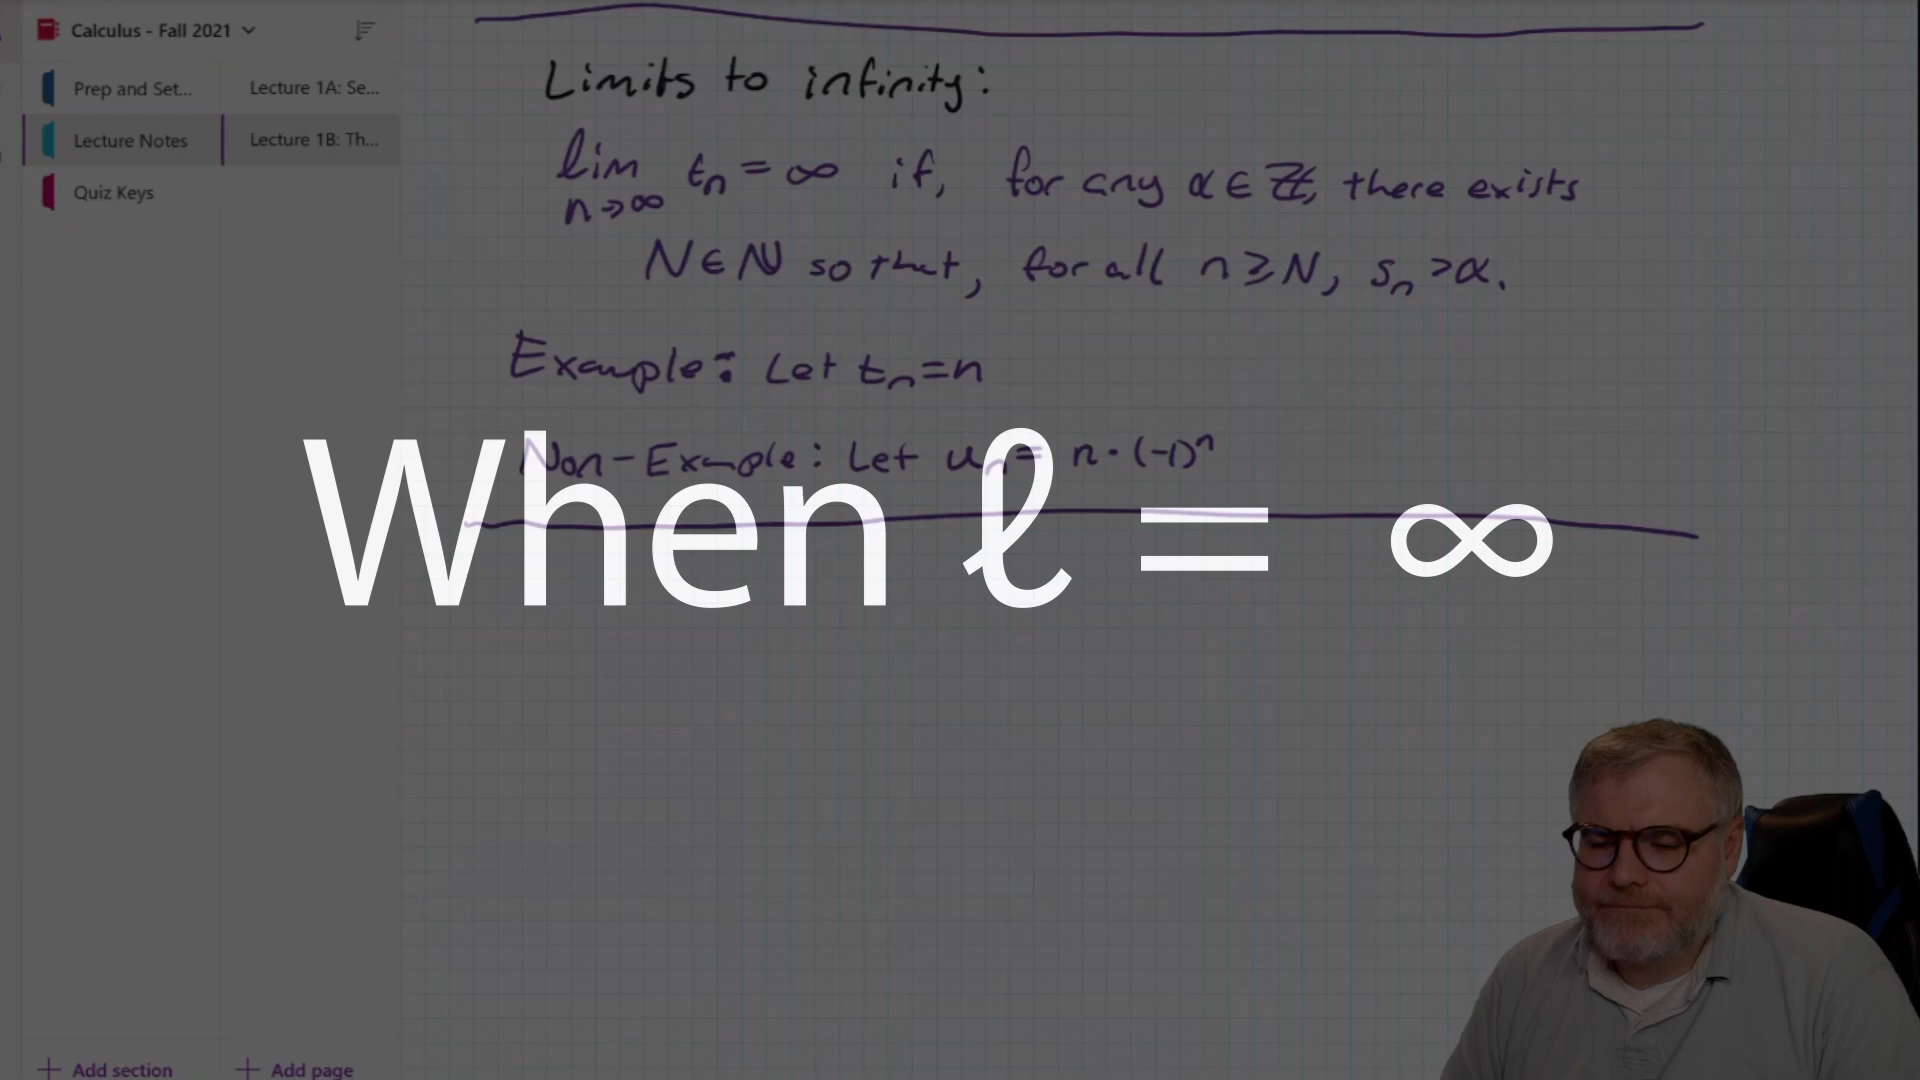 Calculus - Fall 2021
Prep and Set...
Lecture Notes
Quiz Keys
Lecture 1A: Se...
Lecture 1B: Th...
Limits to infinity:
lim n→∞ tₙ = ∞ if, for any α ∈ ℤ, there exists
N ∈ ℕ so that, for all n ≥ N, sₙ > α.
Example: Let tₙ = n
Non-Example: Let uₙ = n · (-1)ⁿ
When ℓ = ∞
Add section
Add page